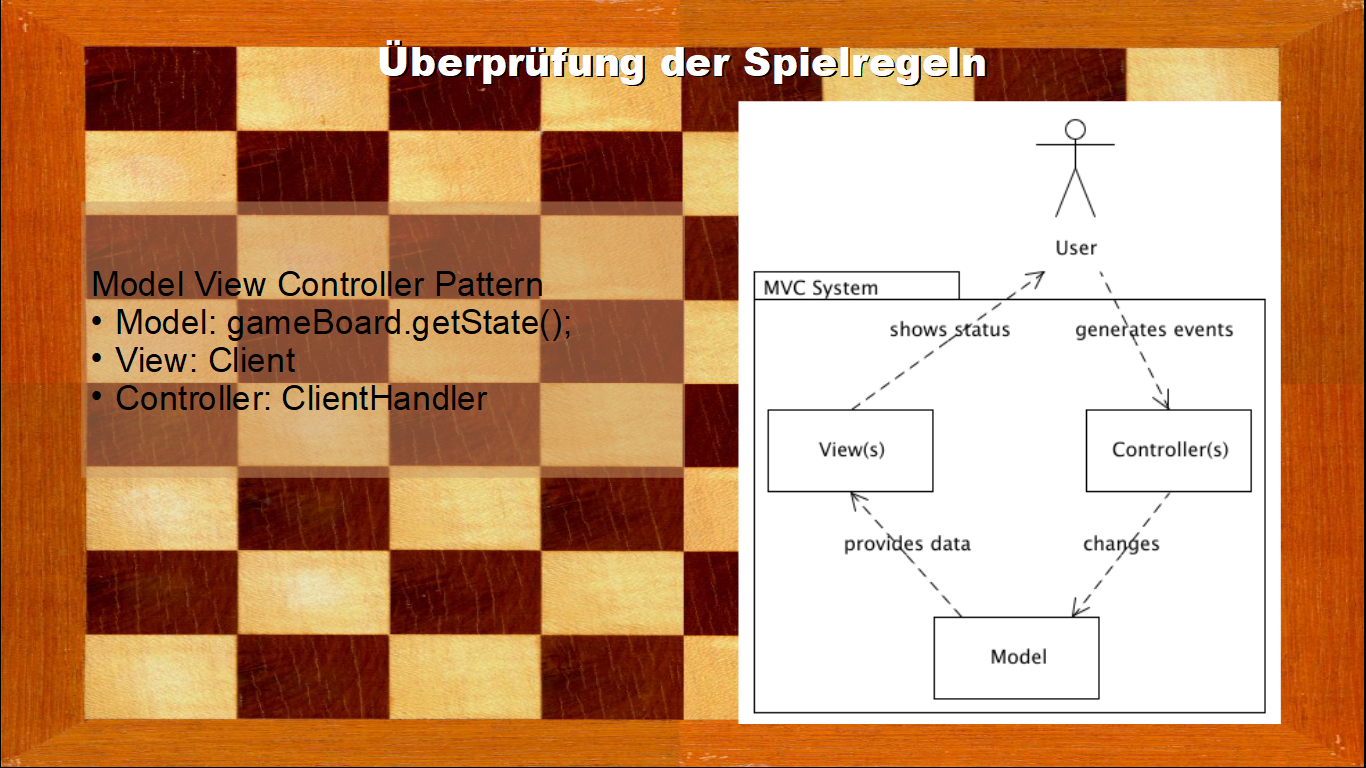 Überprüfung der Spielregeln
Model View Controller Pattern
• Model: gameBoard.getState();
• View: Client
• Controller: ClientHandler
User
MVC System
shows status
generates events
View(s)
Controller(s)
provides data
changes
Model